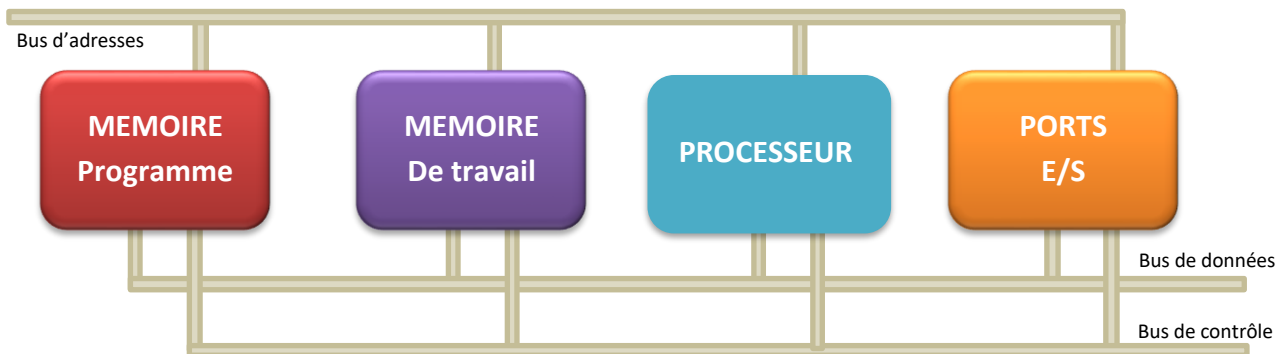 Bus d’adresses
MEMOIRE
Programme
MEMOIRE
De travail
PROCESSEUR
PORTS
E/S
Bus de données
Bus de contrôle